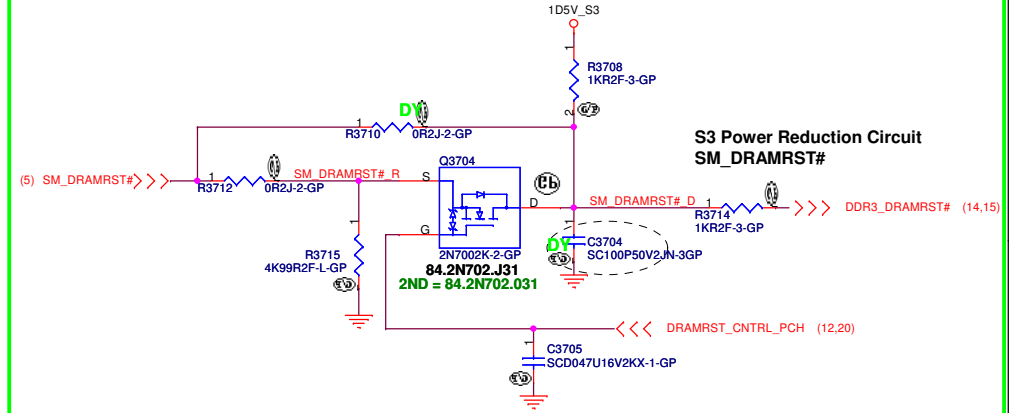 1D5V_S3
1
R3708
1KR2F-3-GP
2
DY
1
R3710
0R2J-2-GP
S3 Power Reduction Circuit
SM_DRAMRST#
Q3704
(5) SM_DRAMRST#
1
R3712
0R2J-2-GP
SM_DRAMRST#_R
S
D
SM_DRAMRST#_D
1
R3714
1KR2F-3-GP
DDR3_DRAMRST# (14,15)
G
1
R3715
4K99R2F-L-GP
2N7002K-2-GP
84.2N702.J31
2ND = 84.2N702.031
1
DY
C3704
SC100P50V2JN-3GP
DRAMRST_CNTRL_PCH (12,20)
1
C3705
SCD047U16V2KX-1-GP